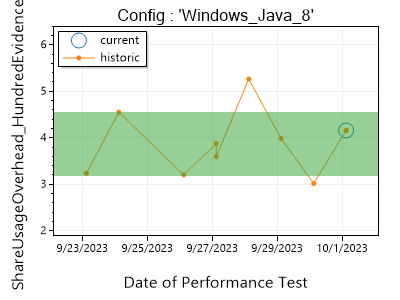 Config : 'Windows_Java_8'
current
historic
ShareUsageOverhead_HundredEvidence
6
5
4
3
2
9/23/2023
9/25/2023
9/27/2023
9/29/2023
10/1/2023
Date of Performance Test